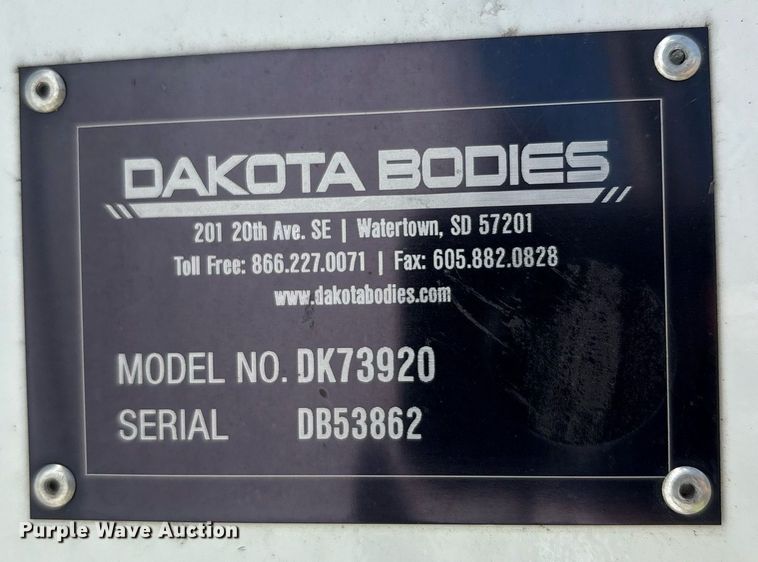 DAKOTA BODIES
201 20th Ave. SE | Watertown, SD 57201
Toll Free: 866.227.0071 | Fax: 605.882.0828
www.dakotabodies.com
MODEL NO. DK73920
SERIAL DB53862
Purple Wave Auction